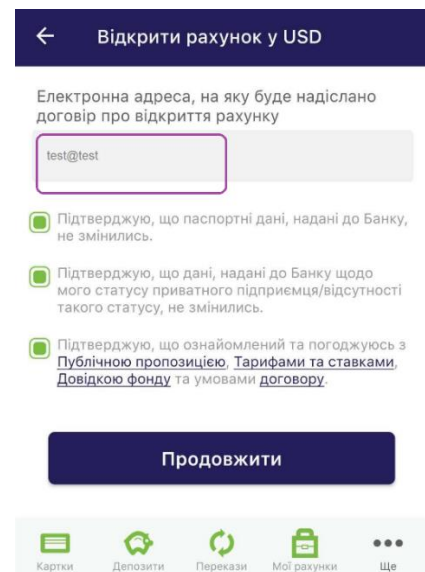 Відкрити рахунок у USD
Електронна адреса, на яку буде надіслано
договір про відкриття рахунку
test@test
Підтверджую, що паспортні дані, надані до Банку,
не змінились.
Підтверджую, що дані, надані до Банку щодо
мого статусу приватного підприємця/відсутності
такого статусу, не змінились.
Підтверджую, що ознайомлений та погоджуюсь з
Публічною пропозицією, Тарифами та ставками,
Довідкою фонду та умовами договору.
Продовжити
Картки Депозити Перекази Мої рахунки Ще